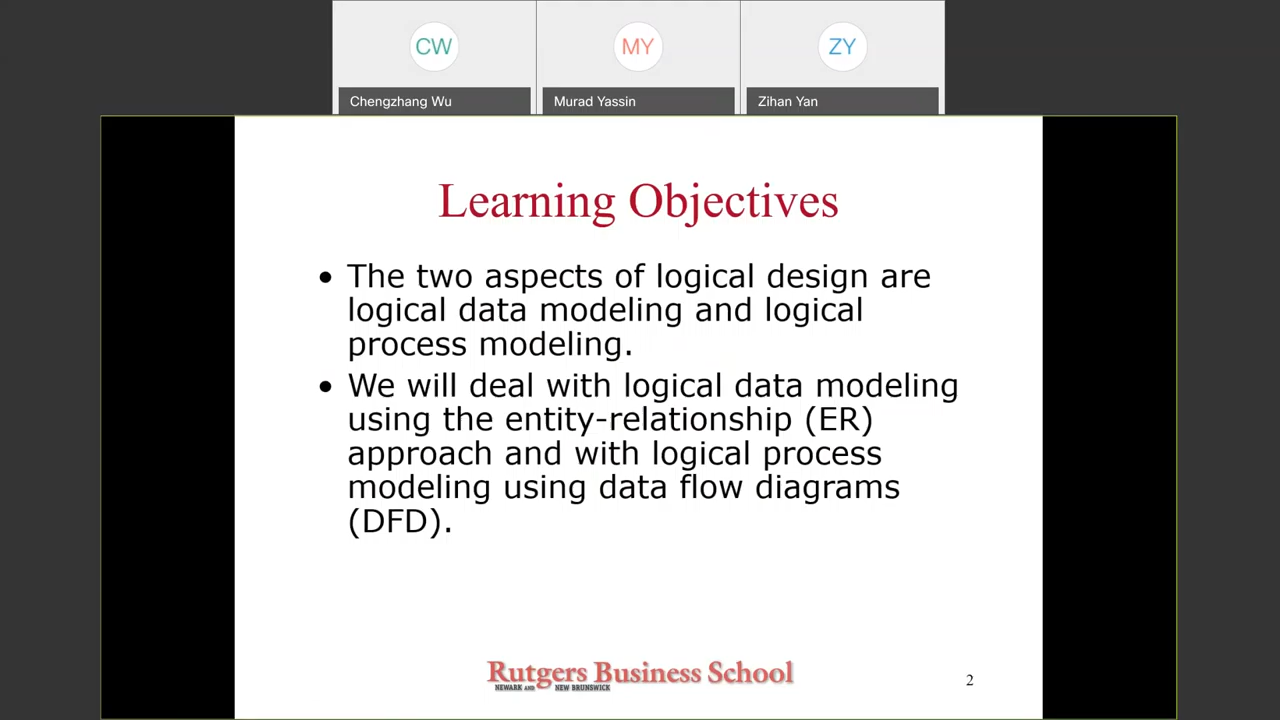 CW
MY
ZY
Chengzhang Wu
Murad Yassin
Zihan Yan
Learning Objectives
• The two aspects of logical design are
logical data modeling and logical
process modeling.
• We will deal with logical data modeling
using the entity-relationship (ER)
approach and with logical process
modeling using data flow diagrams
(DFD).
Rutgers Business School
NEWARK AND NEW BRUNSWICK
2